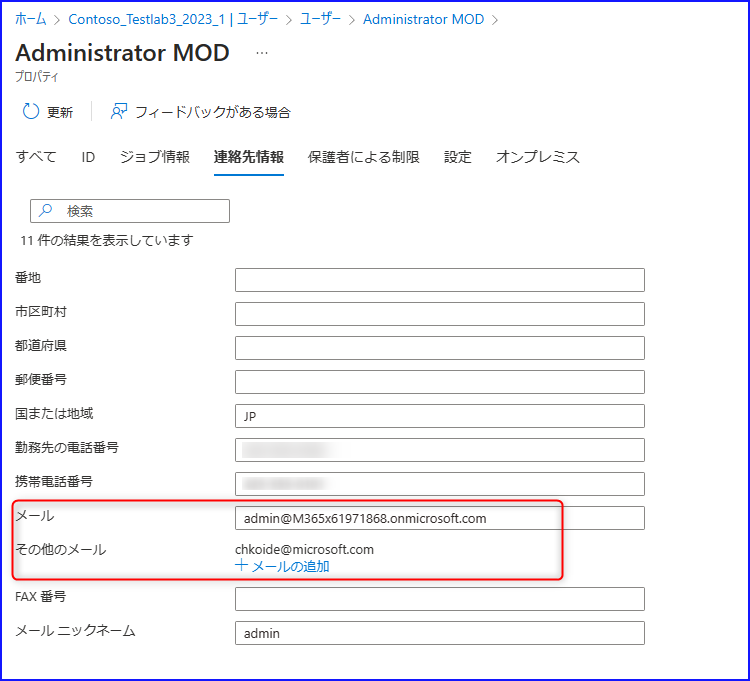 ホーム > Contoso_Testlab3_2023_1 | ユーザー > ユーザー > Administrator MOD >
Administrator MOD ...
プロパティ
更新 フィードバックがある場合
すべて ID ジョブ情報 連絡先情報 保護者による制限 設定 オンプレミス
検索
11 件の結果を表示しています
番地
市区町村
都道府県
郵便番号
国または地域 JP
勤務先の電話番号
携帯電話番号
メール admin@M365x61971868.onmicrosoft.com
その他のメール chkoide@microsoft.com
+ メールの追加
FAX 番号
メール ニックネーム admin